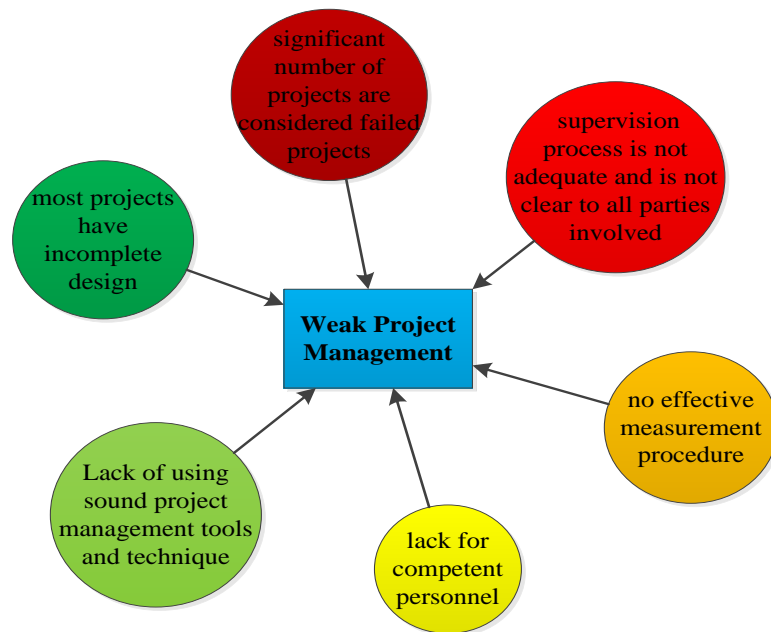 significant
number of
projects are
considered failed
projects
supervision
process is not
adequate and is not
clear to all parties
involved
most projects
have
incomplete
design
Weak Project
Management
no effective
measurement
procedure
Lack of using
sound project
management tools
and technique
lack for
competent
personnel